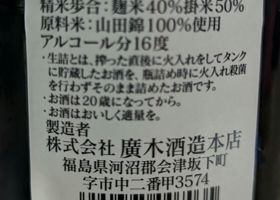 精米歩合:麹米40%掛米50%
原料米:山田錦100%使用
アルコール分16度
・生詰とは、搾った直後に火入れをしてタンク
に貯蔵したお酒を、瓶詰め時に火入れ殺菌
を行わずそのまま詰めたお酒です。
・お酒は20歳になってから。
・お酒はおいしく適量を。
製造者
株式会社 廣木酒造本店
福島県河沼郡会津坂下町
字市中二番甲3574